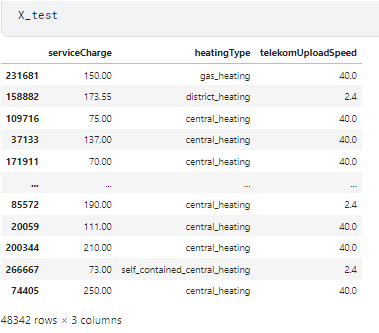 X_test
serviceCharge heatingType telekomUploadSpeed
231681 150.00 gas_heating 40.0
158882 173.55 district_heating 2.4
109716 75.00 central_heating 40.0
37133 137.00 central_heating 40.0
171911 70.00 central_heating 40.0
... ... ... ...
85572 190.00 central_heating 2.4
20059 111.00 central_heating 40.0
200344 210.00 central_heating 40.0
266667 73.00 self_contained_central_heating 2.4
74405 250.00 central_heating 40.0
48342 rows × 3 columns